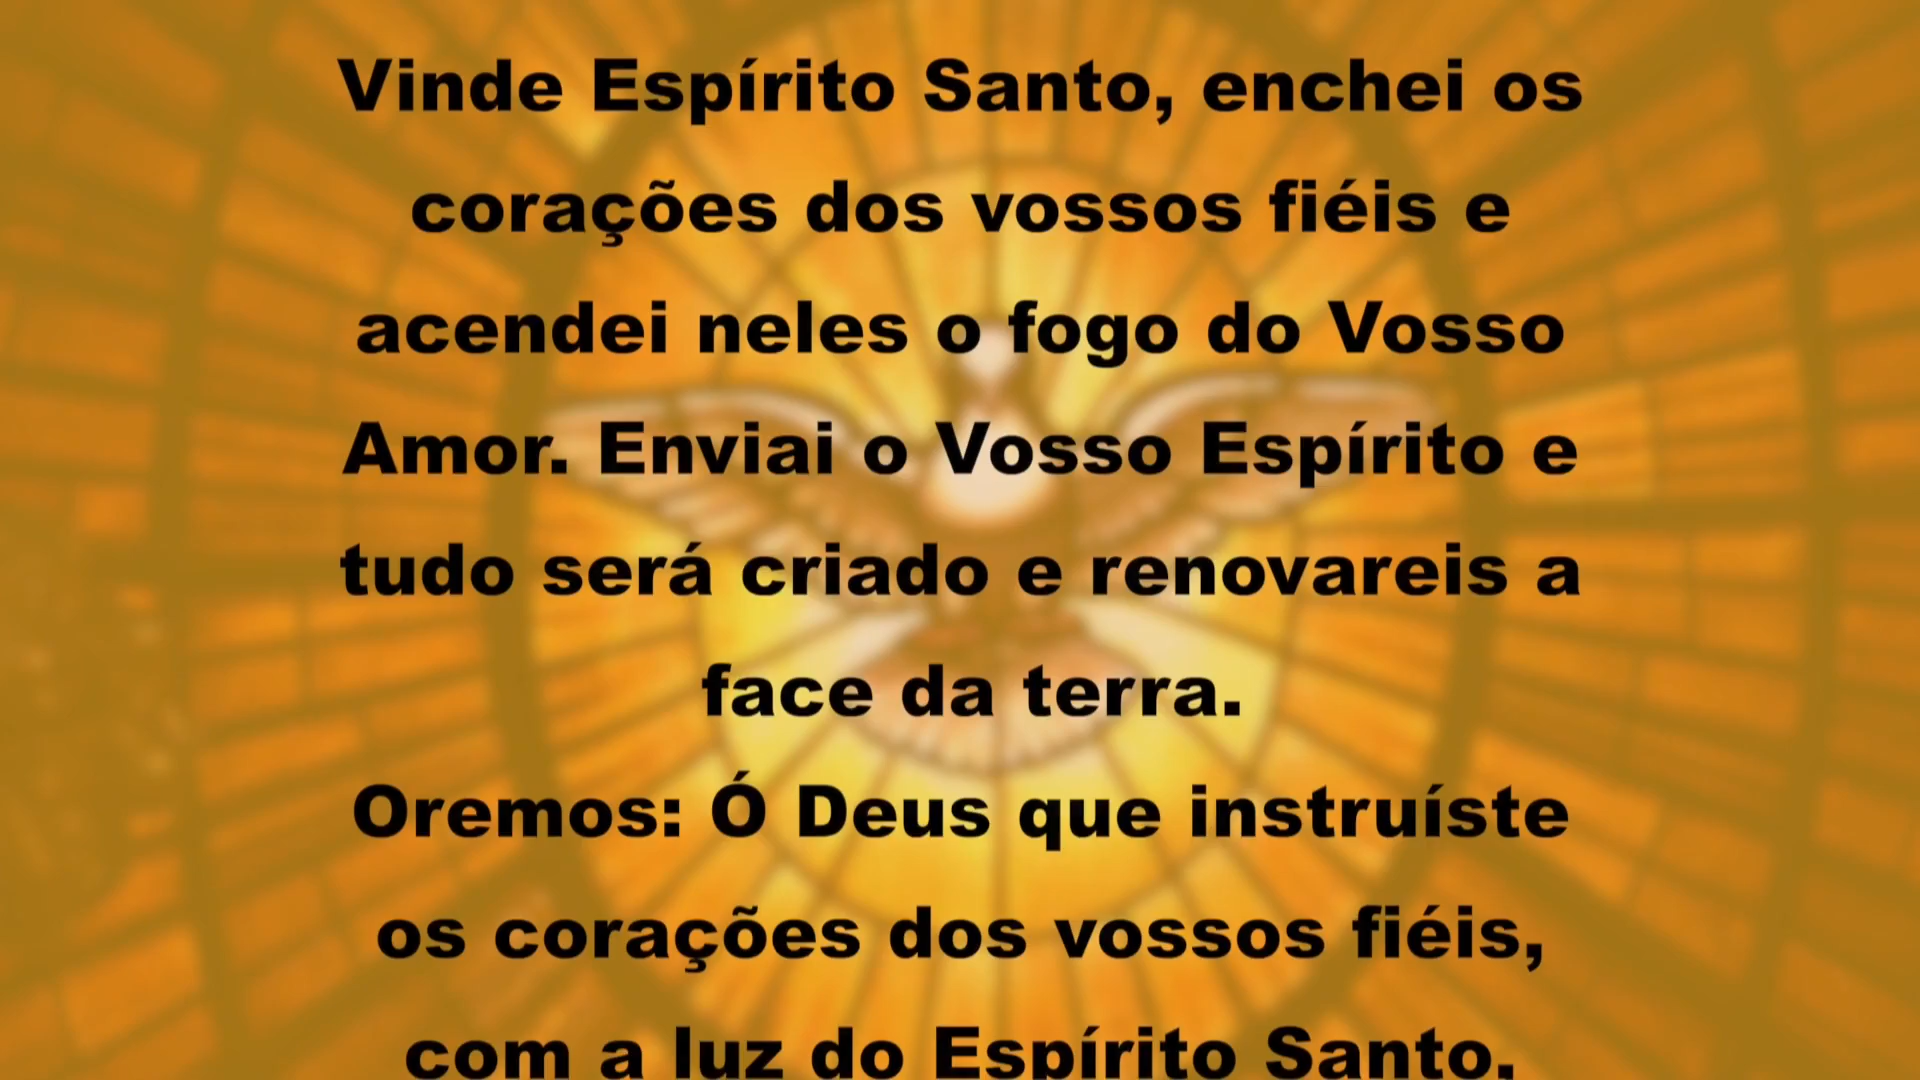 Vinde Espírito Santo, enchei os
corações dos vossos fiéis e
acendei neles o fogo do Vosso
Amor. Enviai o Vosso Espírito e
tudo será criado e renovareis a
face da terra.
Oremos: Ó Deus que instruíste
os corações dos vossos fiéis,
com a luz do Espírito Santo,